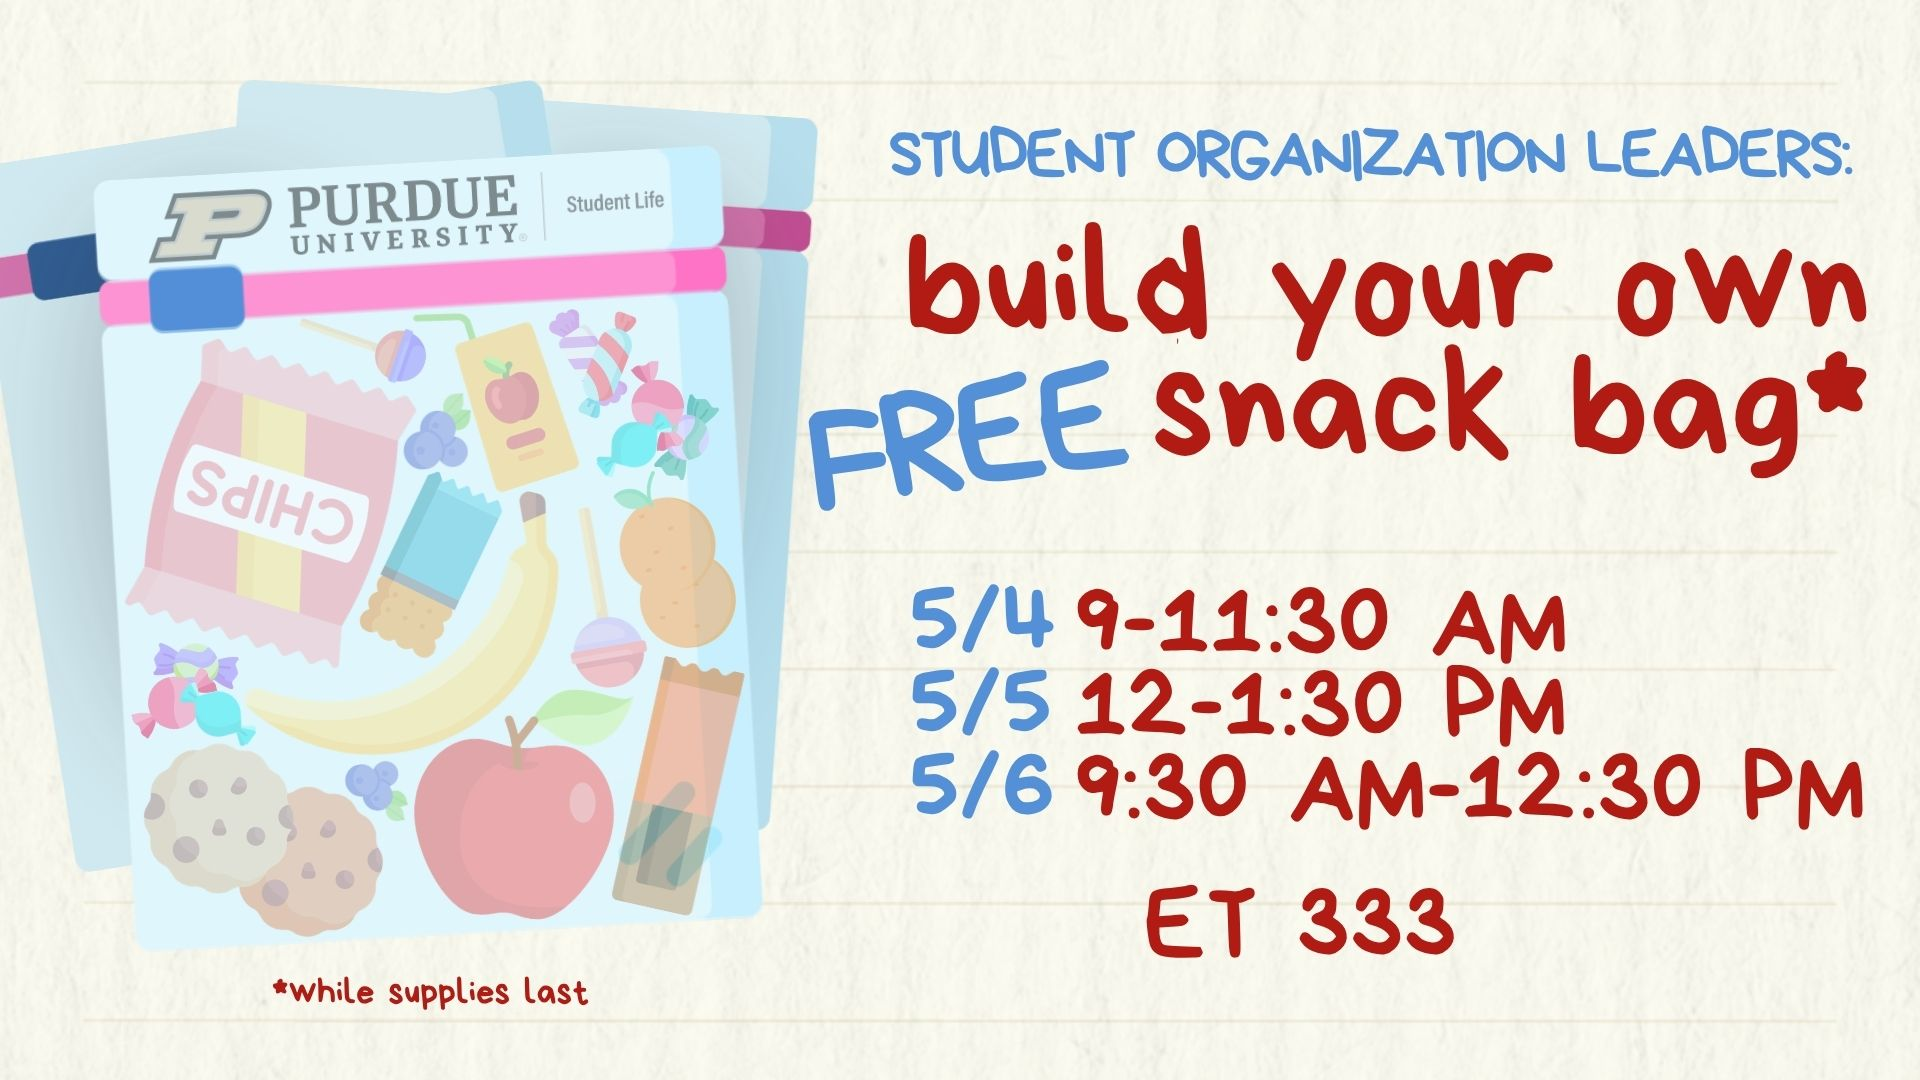 PURDUE
UNIVERSITY®
Student Life
CHIPS
*while supplies last
STUDENT ORGANIZATION LEADERS:
build your own
FREE snack bag*
5/4 9-11:30 AM
5/5 12-1:30 PM
5/6 9:30 AM-12:30 PM
ET 333